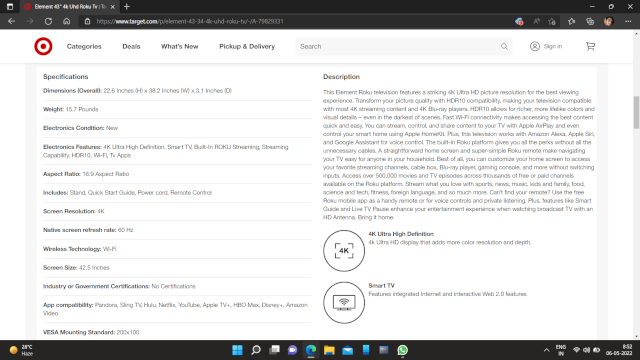 Element 43" 4k Uhd Roku Tv : Ta
https://www.target.com/p/element-43-34-4k-uhd-roku-tv/-/A-79829331
Categories Deals What's New Pickup & Delivery Search Sign in
Specifications
Dimensions (Overall): 22.6 Inches (H) x 38.2 Inches (W) x 3.1 Inches (D)
Weight: 15.7 Pounds
Electronics Condition: New
Electronics Features: 4K Ultra High Definition, Smart TV, Built-In ROKU Streaming, Streaming
Capability, HDR10, Wi-Fi, Tv Apps
Aspect Ratio: 16:9 Aspect Ratio
Includes: Stand, Quick Start Guide, Power cord, Remote Control
Screen Resolution: 4K
Native screen refresh rate: 60 Hz
Wireless Technology: Wi-Fi
Screen Size: 42.5 Inches
Industry or Government Certifications: No Certifications
App compatibility: Pandora, Sling TV, Hulu, Netflix, YouTube, Apple TV+, HBO Max, Disney+, Amazon
Video
VESA Mounting Standard: 200x100
Description
This Element Roku television features a striking 4K Ultra HD picture resolution for the best viewing
experience. Transform your picture quality with HDR10 compatibility, making your television compatible
with most 4K streaming content and 4K Blu-ray players. HDR10 allows for richer, more lifelike colors and
visual details – even in the darkest of scenes. Fast Wi-Fi connectivity makes accessing the best content
quick and easy. You can stream, control, and share content to your TV with Apple AirPlay and even
control your smart home using Apple HomeKit. Plus, this television works with Amazon Alexa, Apple Siri,
and Google Assistant for voice control. The built-in Roku platform gives you all the perks without all the
unnecessary cables. A straightforward home screen and super-simple Roku remote make navigating
your TV easy for anyone in your household. Best of all, you can customize your home screen to access
your favorite streaming channels, cable box, Blu-ray player, gaming console, and more without switching
inputs. Access over 500,000 movies and TV episodes across thousands of free or paid channels
available on the Roku platform. Stream what you love with sports, news, music, kids and family, food,
science and tech, fitness, foreign language, and so much more. Can't find your remote? Use the free
Roku mobile app as a handy remote or for voice controls and private listening. Plus, features like Smart
Guide and Live TV Pause enhance your entertainment experience when watching broadcast TV with an
HD Antenna. Bring it home.
4K
4K Ultra High Definition
4k Ultra HD display that adds more color resolution and depth.
Smart TV
Features integrated Internet and interactive Web 2.0 features
28°C
Haze
ENG
IN
8:52
06-05-2022